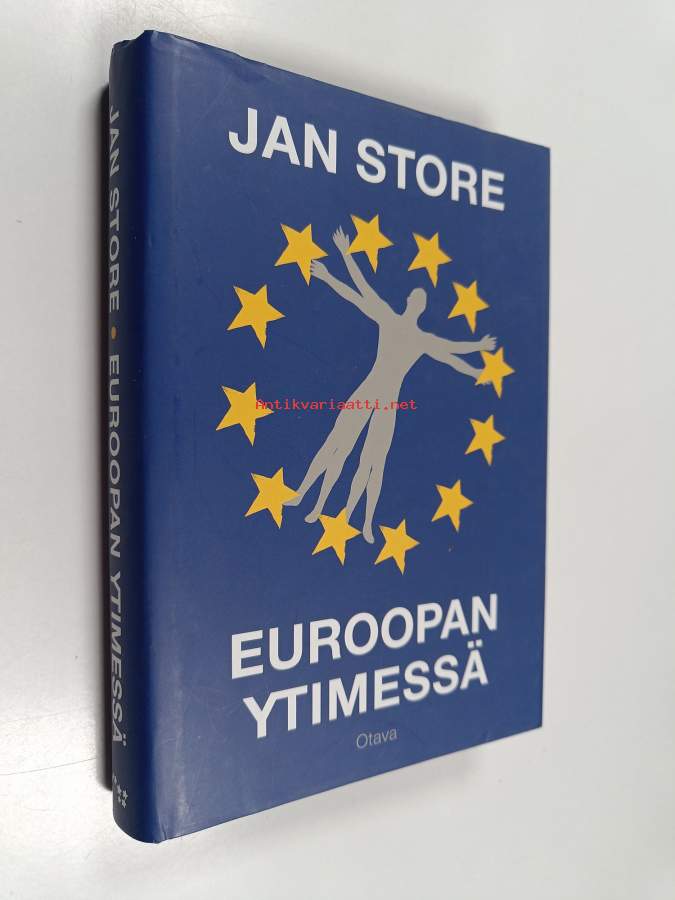 JAN STORE
EUROOPAN
YTIMESSÄ
Otava
JAN STORE • EUROOPAN YTIMESSÄ
Antikvariaatti.net